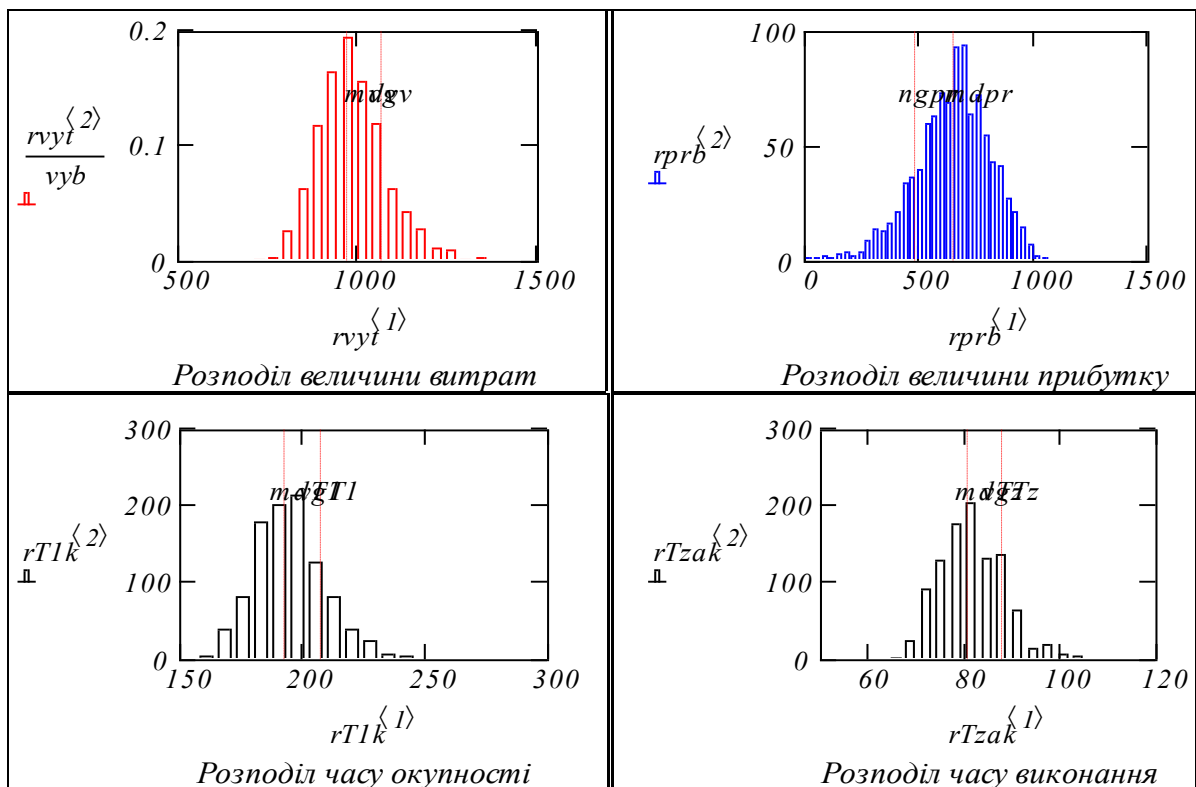 0.2
0.1
0
rvyt⟨2⟩
vyb
500 1000 1500
rvyt⟨1⟩
Розподіл величини витрат
100
50
0
rprb⟨2⟩
0 500 1000 1500
rprb⟨1⟩
Розподіл величини прибутку
300
200
100
0
rT1k⟨2⟩
150 200 250 300
rT1k⟨1⟩
Розподіл часу окупності
300
200
100
0
rTzak⟨2⟩
60 80 100 120
rTzak⟨1⟩
Розподіл часу виконання